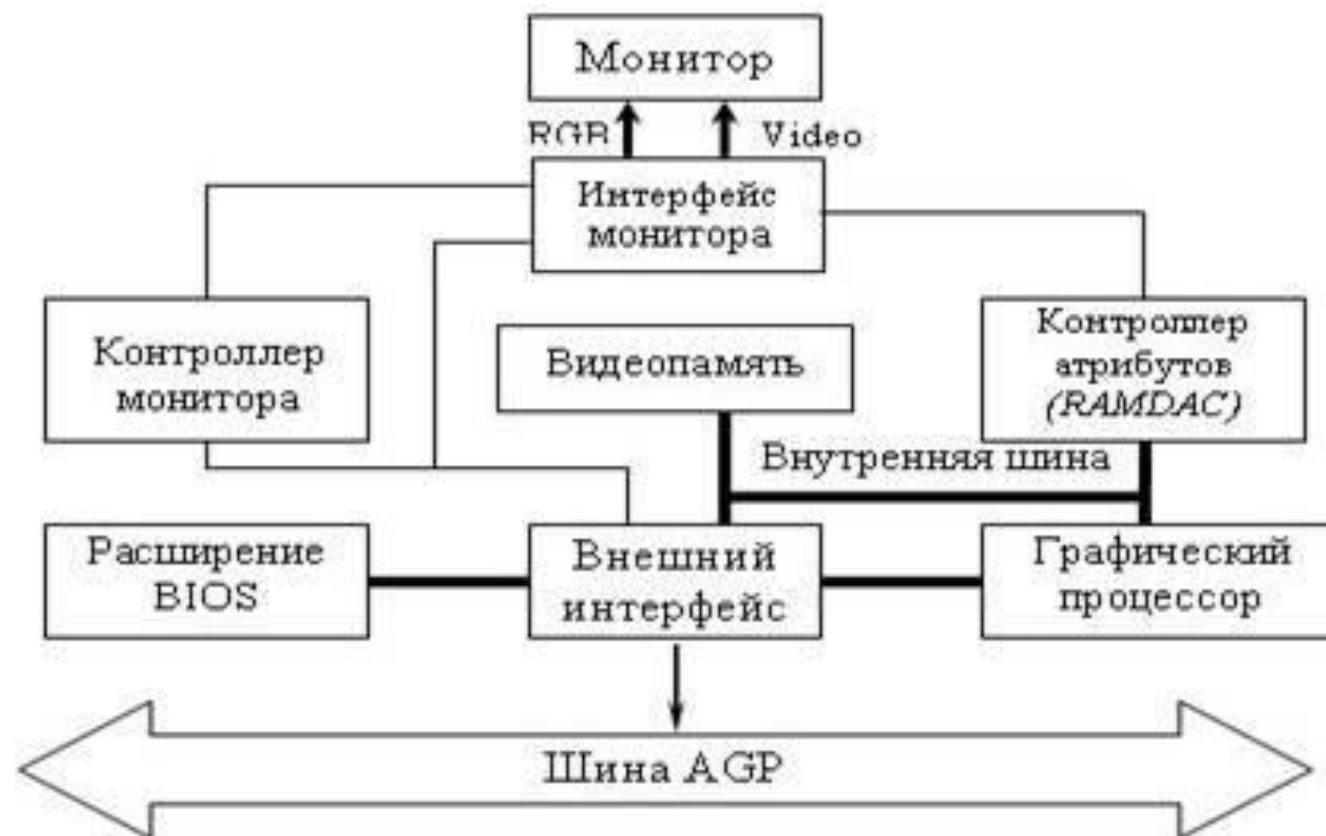 Монитор
RGB
Video
Интерфейс
монитора
Контроллер
монитора
Видеопамять
Контроллер
атрибутов
(RAMDAC)
Внутренняя шина
Расширение
BIOS
Внешний
интерфейс
Графический
процессор
Шина AGP